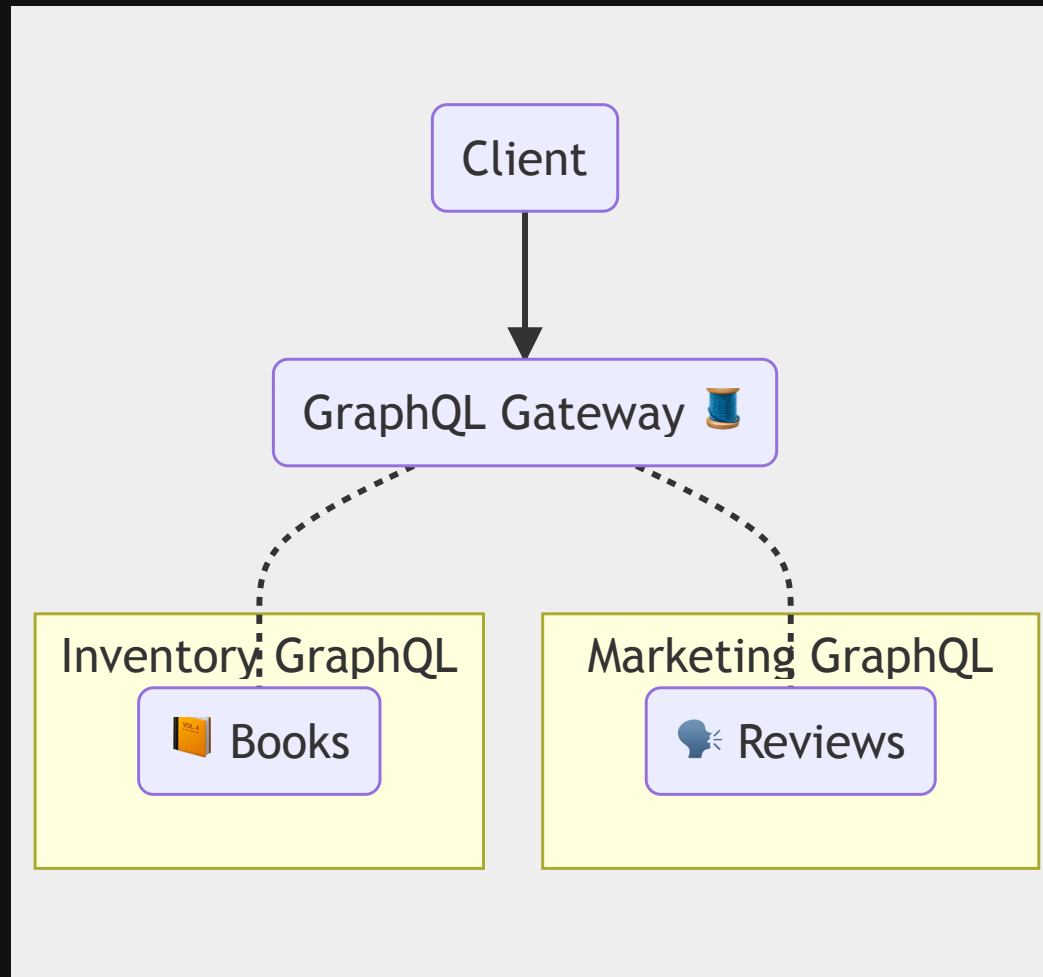 Client
GraphQL Gateway 🧵
Inventory GraphQL
Marketing GraphQL
📙 Books
🗣️ Reviews